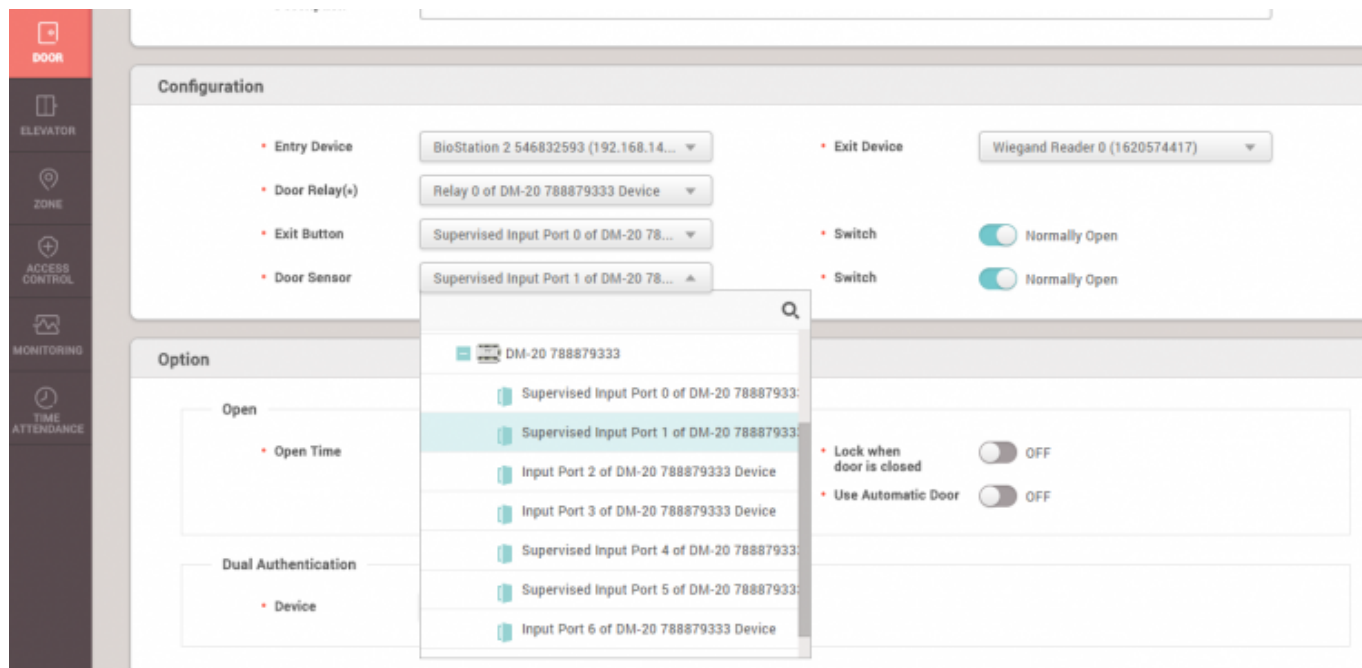 DOOR
ELEVATOR
ZONE
ACCESS
CONTROL
MONITORING
TIME
ATTENDANCE
Configuration
Entry Device BioStation 2 546832593 (192.168.14... Exit Device Wiegand Reader 0 (1620574417)
Door Relay(*) Relay 0 of DM-20 788879333 Device
Exit Button Supervised Input Port 0 of DM-20 78... Switch Normally Open
Door Sensor Supervised Input Port 1 of DM-20 78... Switch Normally Open
DM-20 788879333
Supervised Input Port 0 of DM-20 788879333
Supervised Input Port 1 of DM-20 788879333
Input Port 2 of DM-20 788879333 Device
Input Port 3 of DM-20 788879333 Device
Supervised Input Port 4 of DM-20 788879333
Supervised Input Port 5 of DM-20 788879333
Input Port 6 of DM-20 788879333 Device
Option
Open
Open Time
Lock when
door is closed OFF
Use Automatic Door OFF
Dual Authentication
Device